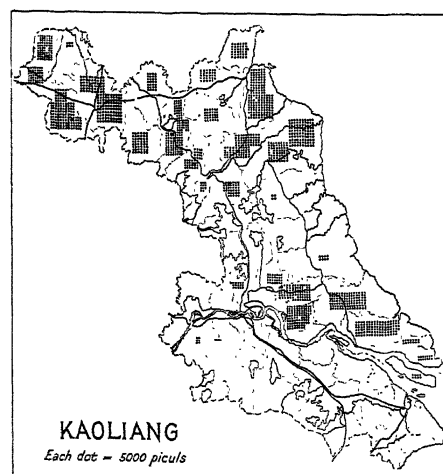 KAOLIANG
Each dot = 5000 piculs